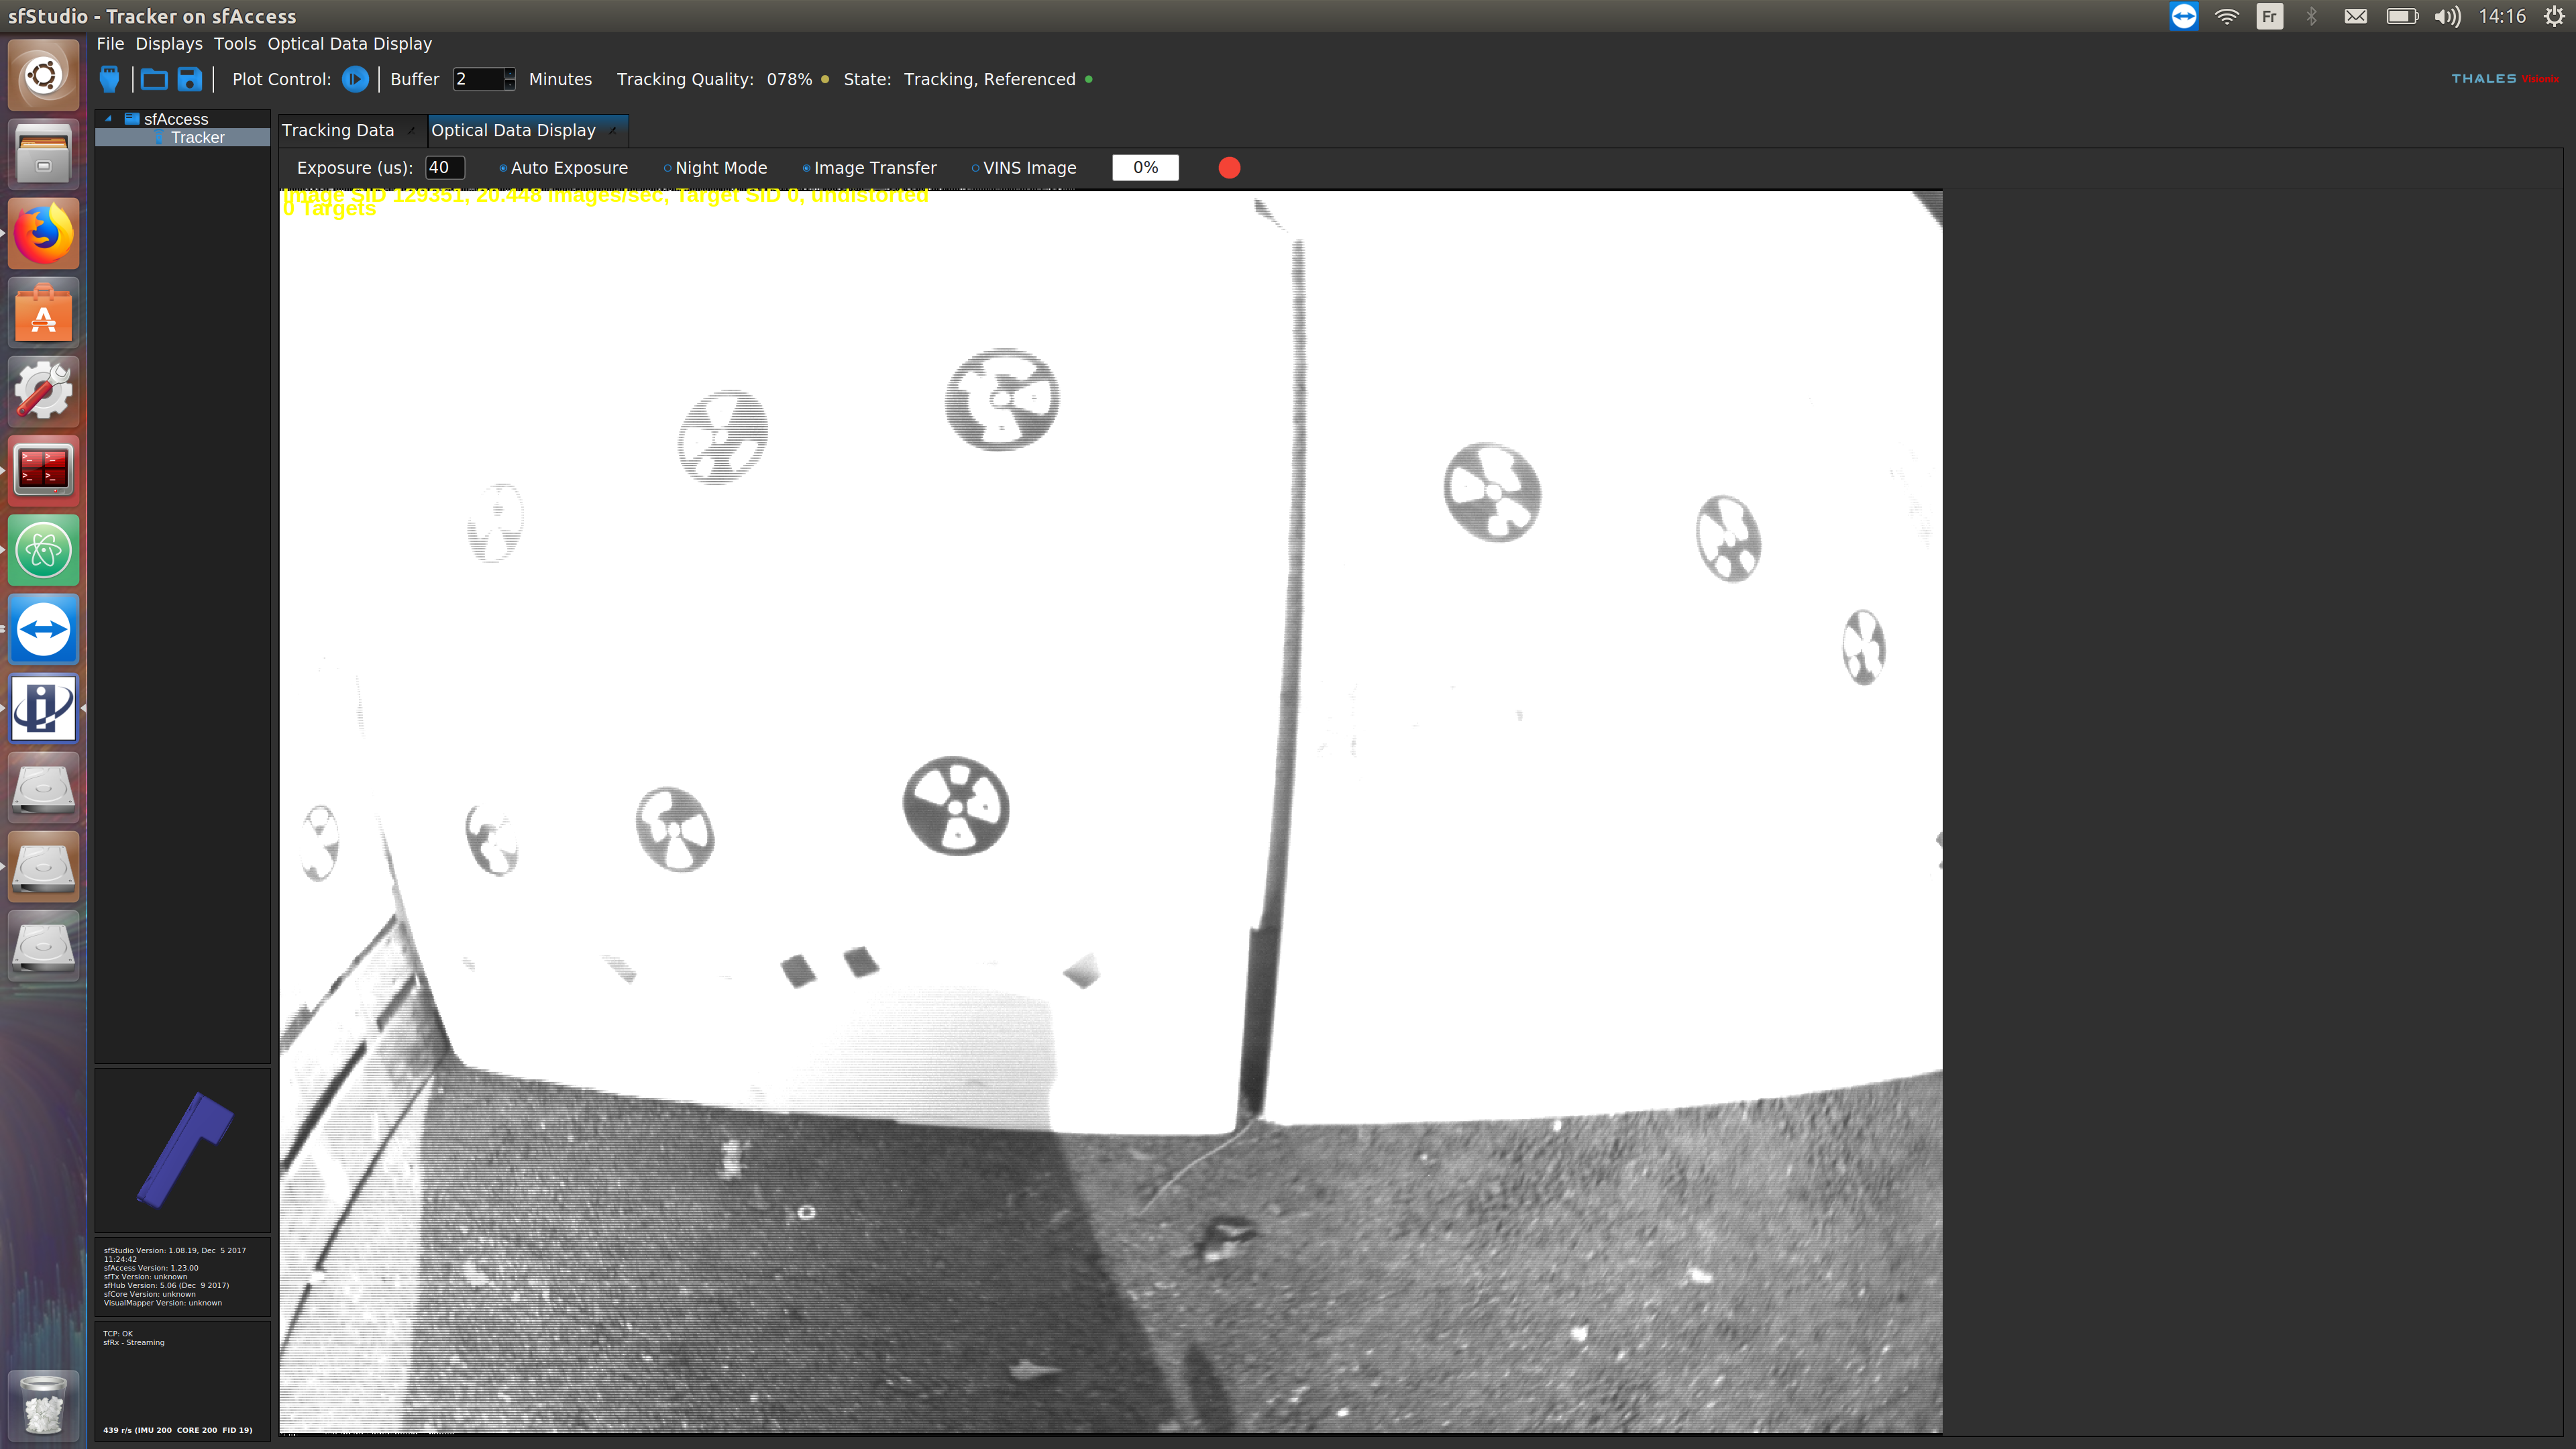 sfStudio - Tracker on sfAccess
Fr
14:16
File Displays Tools Optical Data Display
Plot Control: Buffer 2 Minutes Tracking Quality: 078% State: Tracking, Referenced
THALES Visionix
sfAccess
Tracker
Tracking Data Optical Data Display
Exposure (us): 40 Auto Exposure Night Mode Image Transfer VINS Image 0%
Image SID 129351, 20.448 Images/sec, Target SID 0, undistorted
0 Targets
sfStudio Version: 1.08.19, Dec 5 2017
11:24:42
sfAccess Version: 1.23.00
sfTx Version: unknown
sfHub Version: 5.06 (Dec 9 2017)
sfCore Version: unknown
VisualMapper Version: unknown
TCP: OK
sfRx - Streaming
439 r/s (IMU 200 CORE 200 FID 19)